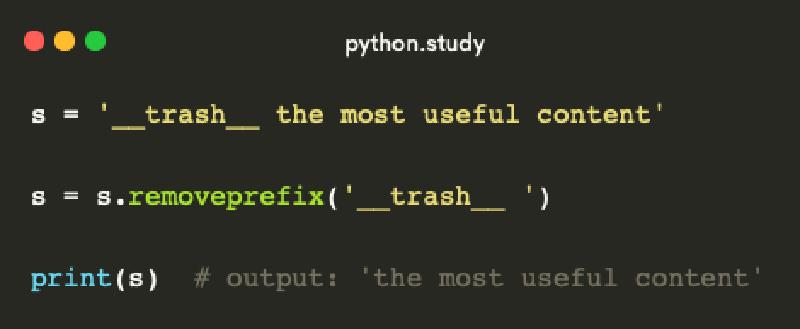 python.study
s = '__trash__ the most useful content'
s = s.removeprefix('__trash__ ')
print(s)  # output: 'the most useful content'